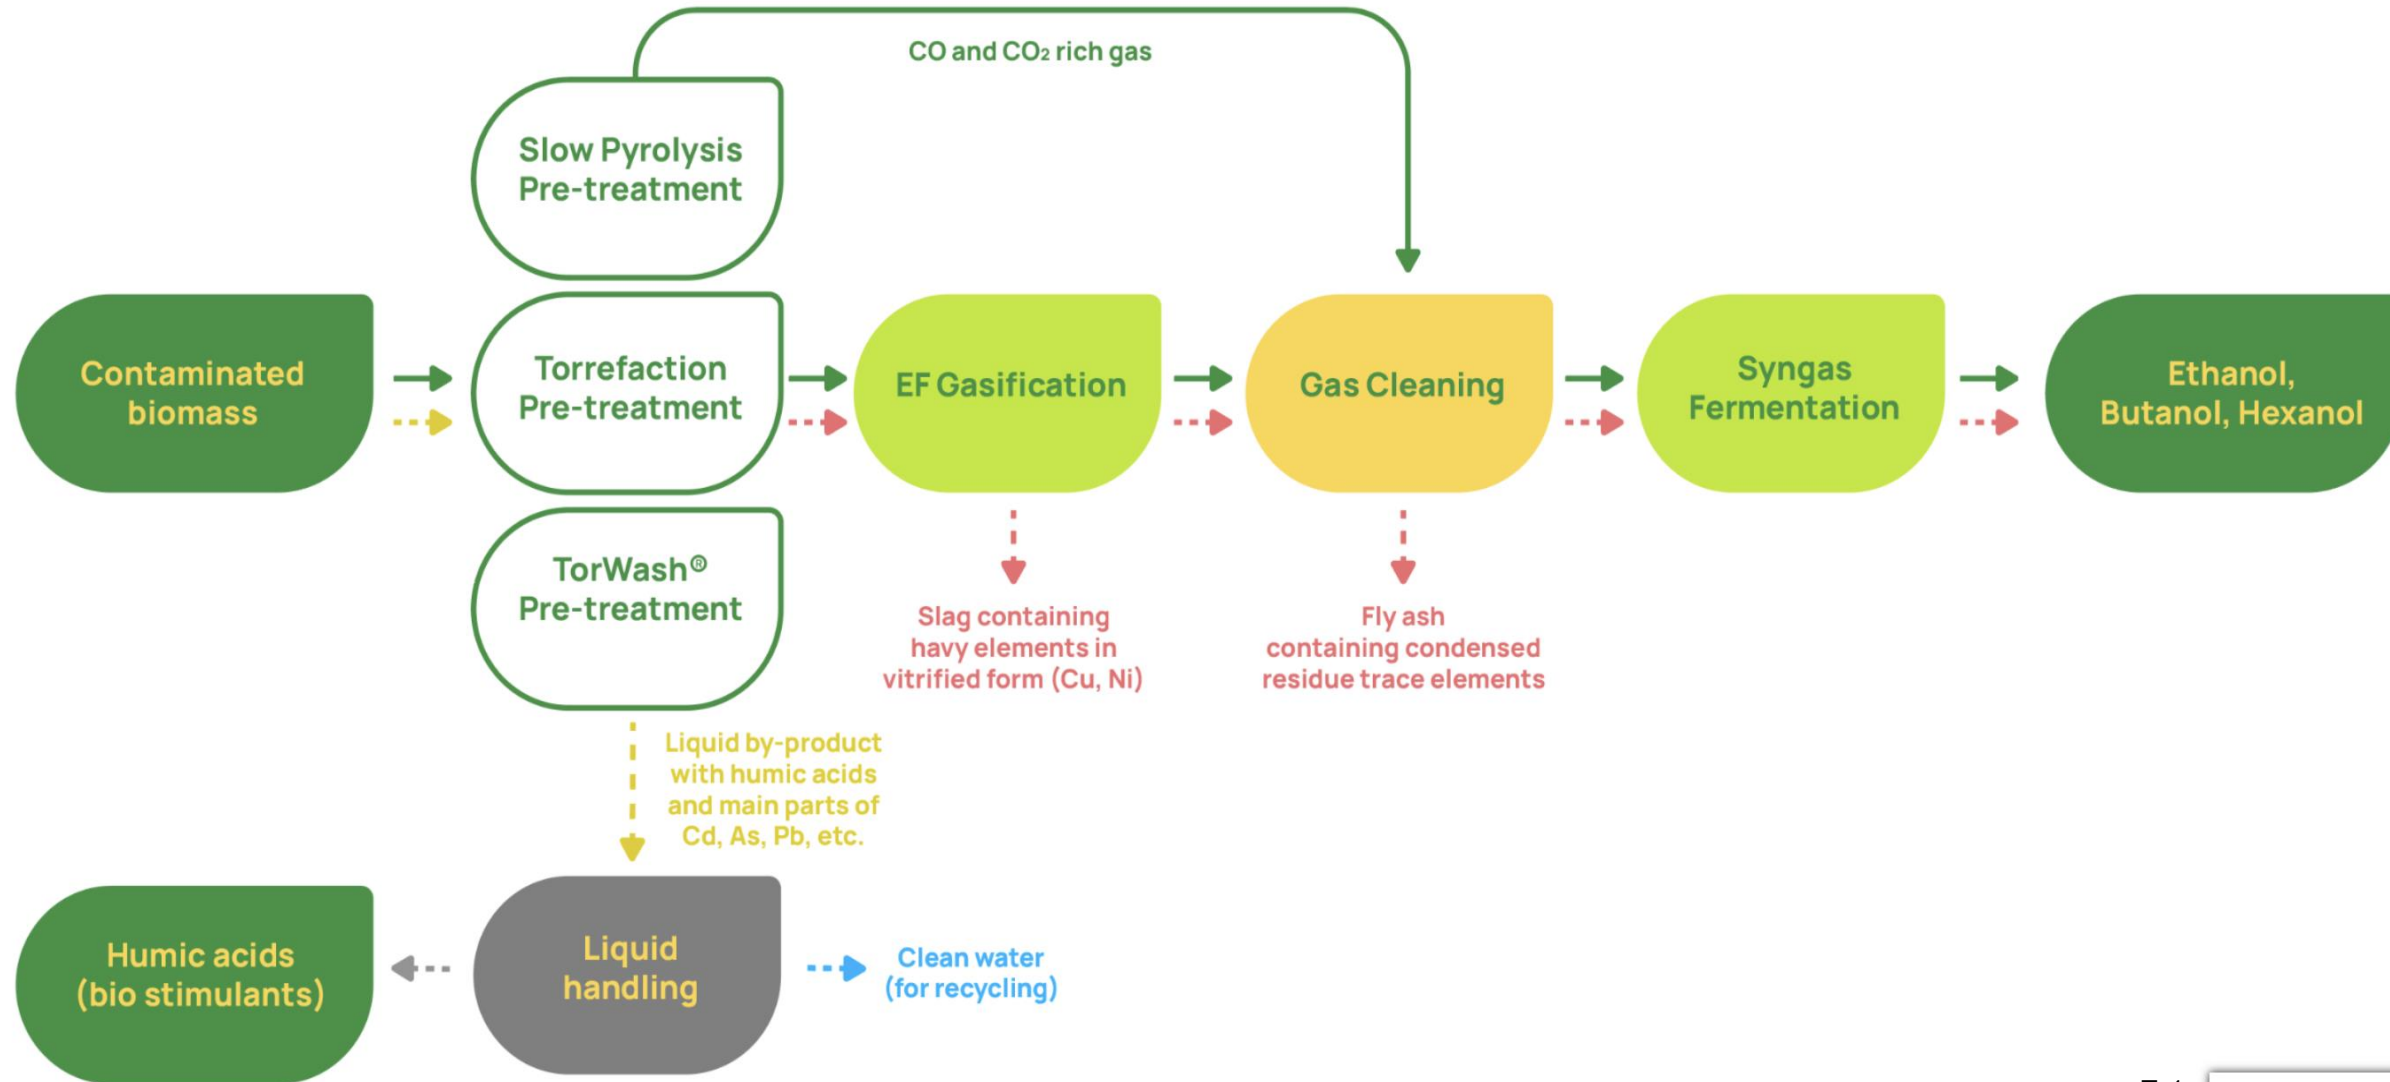 CO and CO₂ rich gas
Slow Pyrolysis
Pre-treatment
Contaminated
biomass
Torrefaction
Pre-treatment
EF Gasification
Gas Cleaning
Syngas
Fermentation
Ethanol,
Butanol, Hexanol
TorWash®
Pre-treatment
Slag containing
havy elements in
vitrified form (Cu, Ni)
Fly ash
containing condensed
residue trace elements
Liquid by-product
with humic acids
and main parts of
Cd, As, Pb, etc.
Humic acids
(bio stimulants)
Liquid
handling
Clean water
(for recycling)